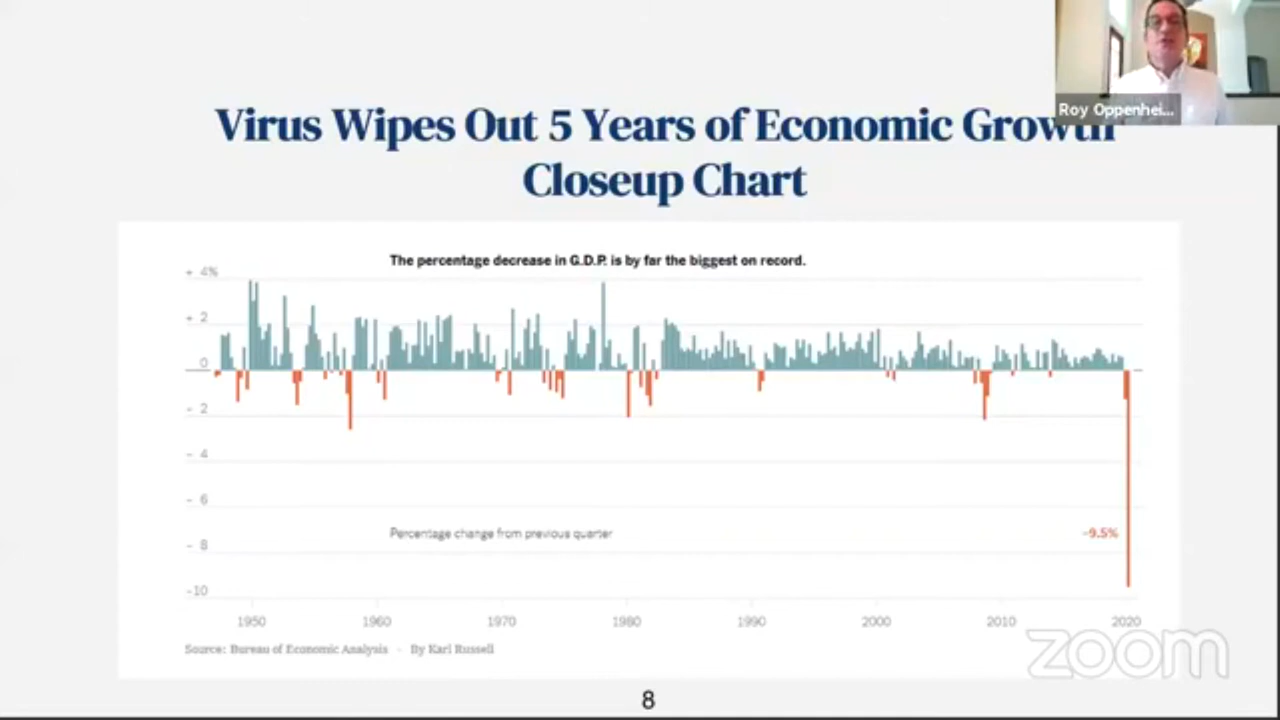 Roy Oppenhei...
Virus Wipes Out 5 Years of Economic Growth
Closeup Chart
The percentage decrease in G.D.P. is by far the biggest on record.
+ 4%
+ 2
0
- 2
- 4
- 6
- 8
-10
Percentage change from previous quarter
-9.5%
1950 1960 1970 1980 1990 2000 2010 2020
Source: Bureau of Economic Analysis · By Karl Russell
zoom
8